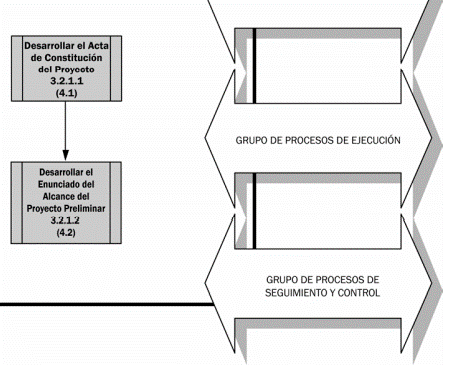 Desarrollar el Acta
de Constitución
del Proyecto
3.2.1.1
(4.1)
Desarrollar el
Enunciado del
Alcance del
Proyecto Preliminar
3.2.1.2
(4.2)
GRUPO DE PROCESOS DE EJECUCIÓN
GRUPO DE PROCESOS DE
SEGUIMIENTO Y CONTROL